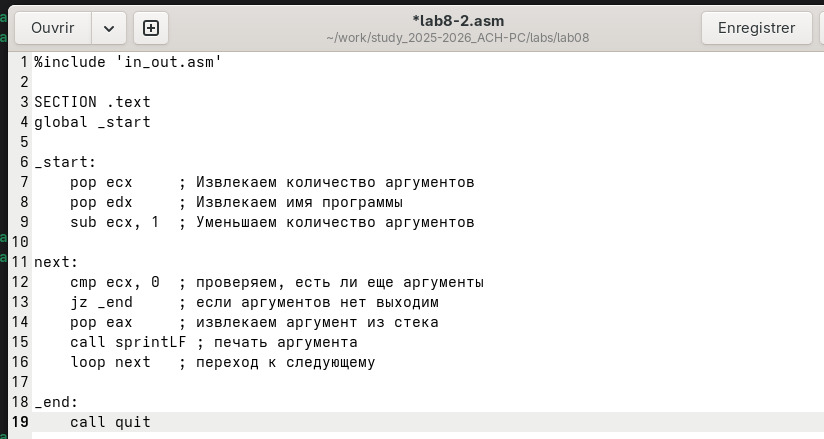 Ouvrir
*lab8-2.asm
~/work/study_2025-2026_ACH-PC/labs/lab08
Enregistrer
1 %include 'in_out.asm'
2
3 SECTION .text
4 global _start
5
6 _start:
7     pop ecx     ; Извлекаем количество аргументов
8     pop edx     ; Извлекаем имя программы
9     sub ecx, 1  ; Уменьшаем количество аргументов
10
11 next:
12     cmp ecx, 0  ; проверяем, есть ли еще аргументы
13     jz _end     ; если аргументов нет выходим
14     pop eax     ; извлекаем аргумент из стека
15     call sprintLF ; печать аргумента
16     loop next   ; переход к следующему
17
18 _end:
19     call quit